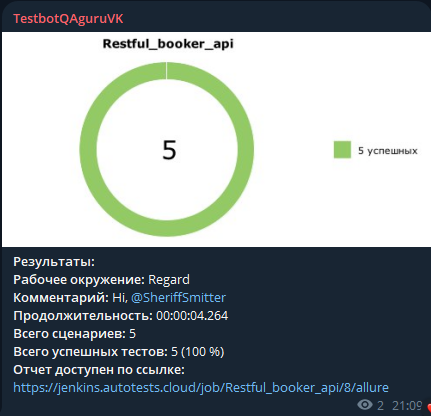 TestbotQAguruVK
Restful_booker_api
5
5 успешных
Результаты:
Рабочее окружение: Regard
Комментарий: Hi, @SheriffSmitter
Продолжительность: 00:00:04.264
Всего сценариев: 5
Всего успешных тестов: 5 (100 %)
Отчет доступен по ссылке:
https://jenkins.autotests.cloud/job/Restful_booker_api/8/allure
2 21:09